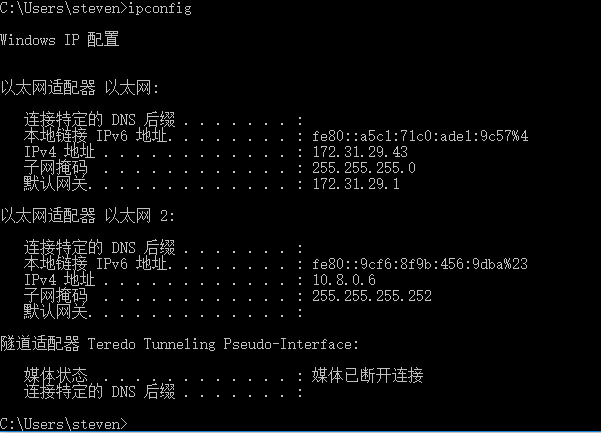 C:\Users\steven>ipconfig
Windows IP 配置
以太网适配器 以太网:
连接特定的 DNS 后缀 . . . . . . . :
本地链接 IPv6 地址. . . . . . . . : fe80::a5c1:71c0:ade1:9c57%4
IPv4 地址 . . . . . . . . . . . . : 172.31.29.43
子网掩码  . . . . . . . . . . . . : 255.255.255.0
默认网关. . . . . . . . . . . . . : 172.31.29.1
以太网适配器 以太网 2:
连接特定的 DNS 后缀 . . . . . . . :
本地链接 IPv6 地址. . . . . . . . : fe80::9cf6:8f9b:456:9dba%23
IPv4 地址 . . . . . . . . . . . . : 10.8.0.6
子网掩码  . . . . . . . . . . . . : 255.255.255.252
默认网关. . . . . . . . . . . . . :
隧道适配器 Teredo Tunneling Pseudo-Interface:
媒体状态  . . . . . . . . . . . . : 媒体已断开连接
连接特定的 DNS 后缀 . . . . . . . :
C:\Users\steven>